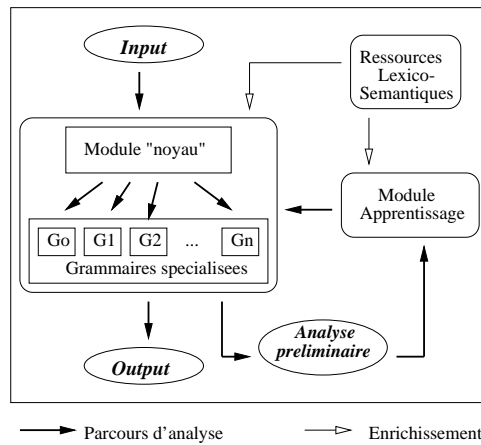 Input
Ressources
Lexico-
Semantiques
Module "noyau"
Module
Apprentissage
Go G1 G2 ... Gn
Grammaires specialisees
Analyse
preliminaire
Output
Parcours d'analyse Enrichissement